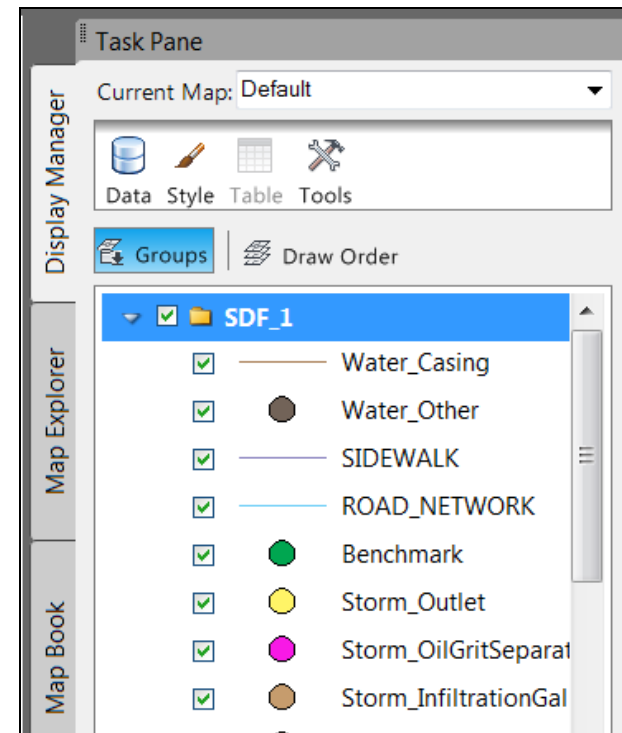 Task Pane
Display Manager
Map Explorer
Map Book
Current Map: Default
Data Style Table Tools
Groups Draw Order
SDF_1
Water_Casing
Water_Other
SIDEWALK
ROAD_NETWORK
Benchmark
Storm_Outlet
Storm_OilGritSeparat
Storm_InfiltrationGal